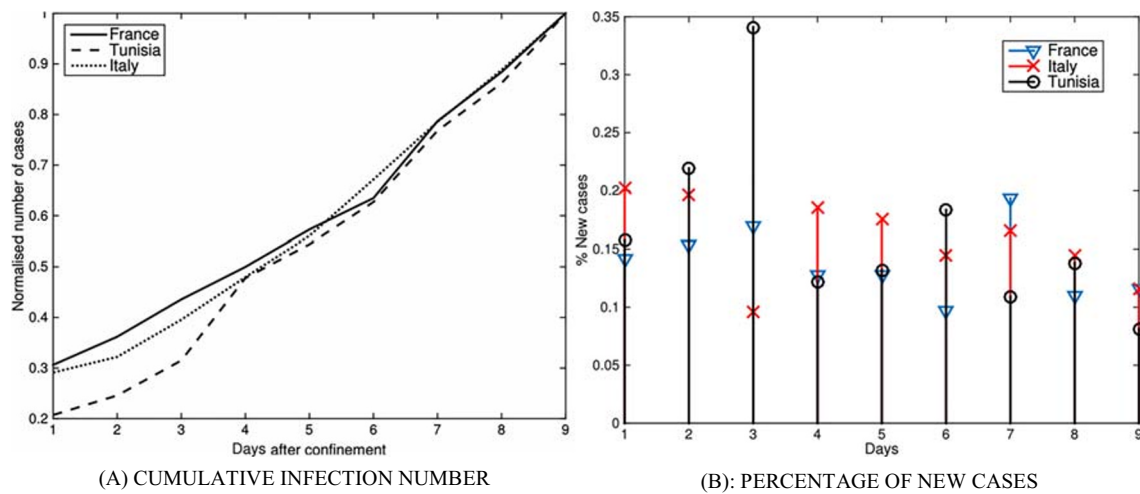 1
0.9
0.8
0.7
0.6
0.5
0.4
0.3
0.2
Normalised number of cases
France
Tunisia
Italy
1 2 3 4 5 6 7 8 9
Days after confinement
(A) CUMULATIVE INFECTION NUMBER
0.35
0.3
0.25
0.2
0.15
0.1
0.05
0
% New cases
France
Italy
Tunisia
1 2 3 4 5 6 7 8 9
Days
(B): PERCENTAGE OF NEW CASES